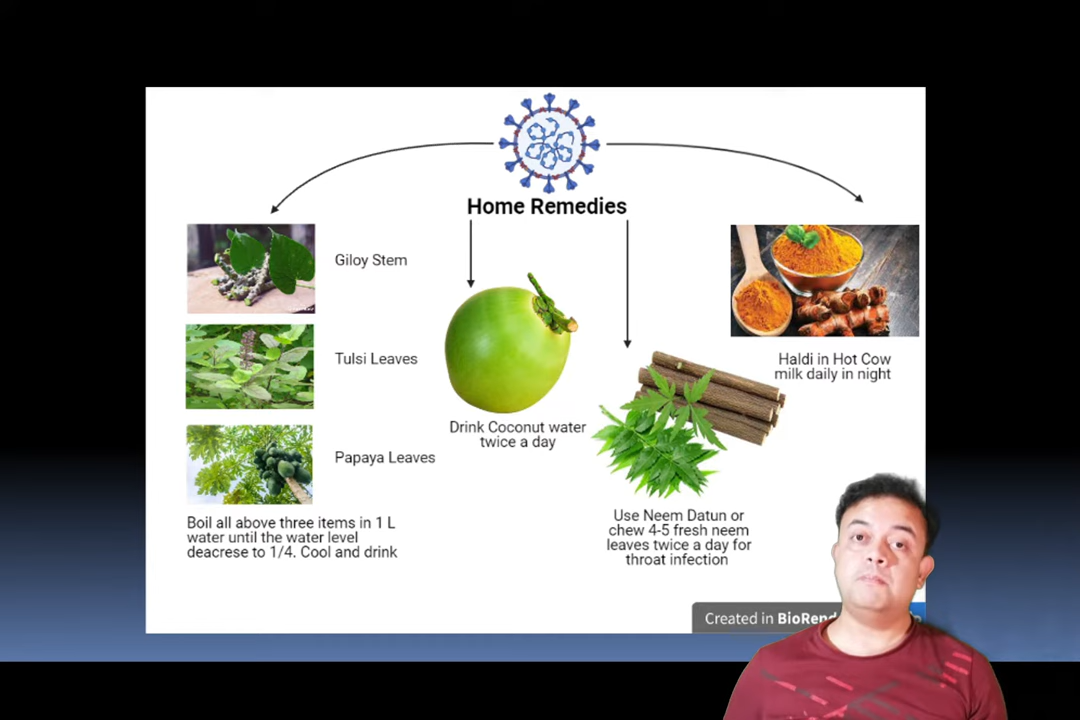 Home Remedies
Giloy Stem
Tulsi Leaves
Papaya Leaves
Boil all above three items in 1 L
water until the water level
deacrese to 1/4. Cool and drink
Drink Coconut water
twice a day
Use Neem Datun or
chew 4-5 fresh neem
leaves twice a day for
throat infection
Haldi in Hot Cow
milk daily in night
Created in